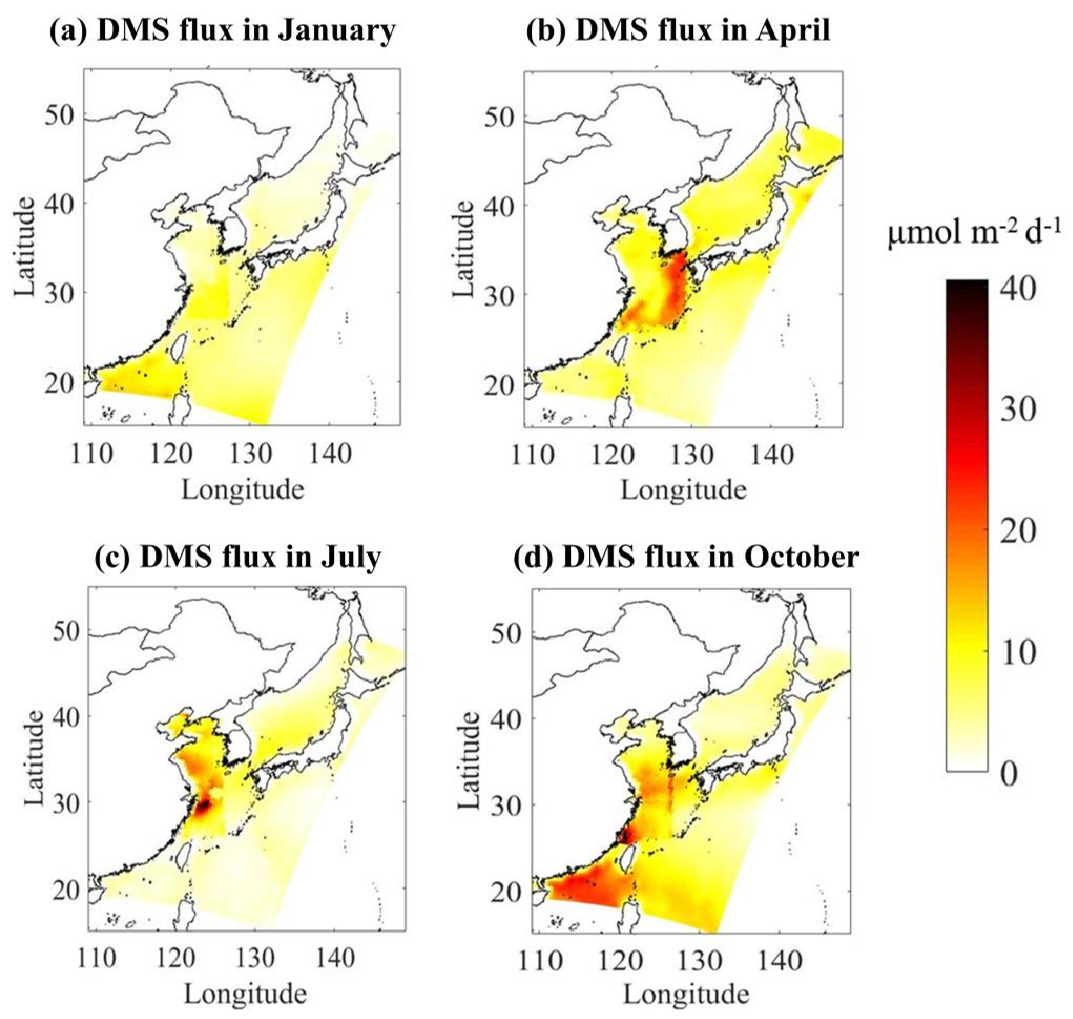 (a) DMS flux in January
50
40
30
20
Latitude
110 120 130 140
Longitude
(b) DMS flux in April
50
40
30
20
Latitude
110 120 130 140
Longitude
µmol m-2 d-1
40
30
20
10
0
(c) DMS flux in July
50
40
30
20
Latitude
110 120 130 140
Longitude
(d) DMS flux in October
50
40
30
20
Latitude
110 120 130 140
Longitude